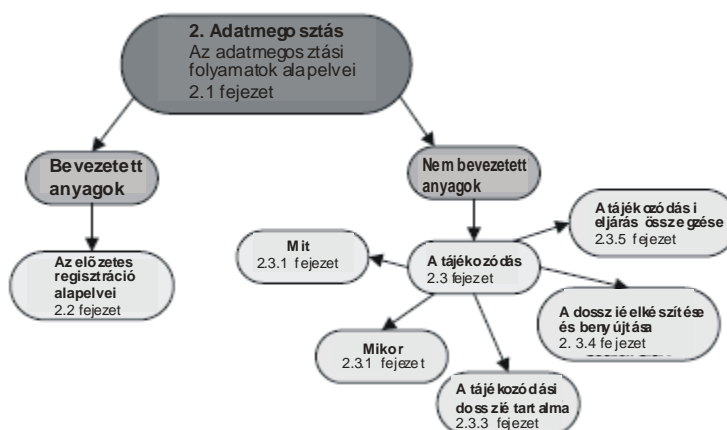 2. Adatmegosztás
Az adatmegosztási
folyamatok alapelvei
2.1 fejezet
Bevezetett
anyagok
Nem bevezetett
anyagok
Az előzetes
regisztráció
alapelvei
2.2 fejezet
Mit
2.3.1 fejezet
A tájékozódás
2.3 fejezet
A tájékozódási
eljárás összegzése
2.3.5 fejezet
A dosszié elkészítése
és benyújtása
2. 3.4 fejezet
Mikor
2.3.1 fejezet
A tájékozódási
dosszié tartalma
2.3.3 fejezet